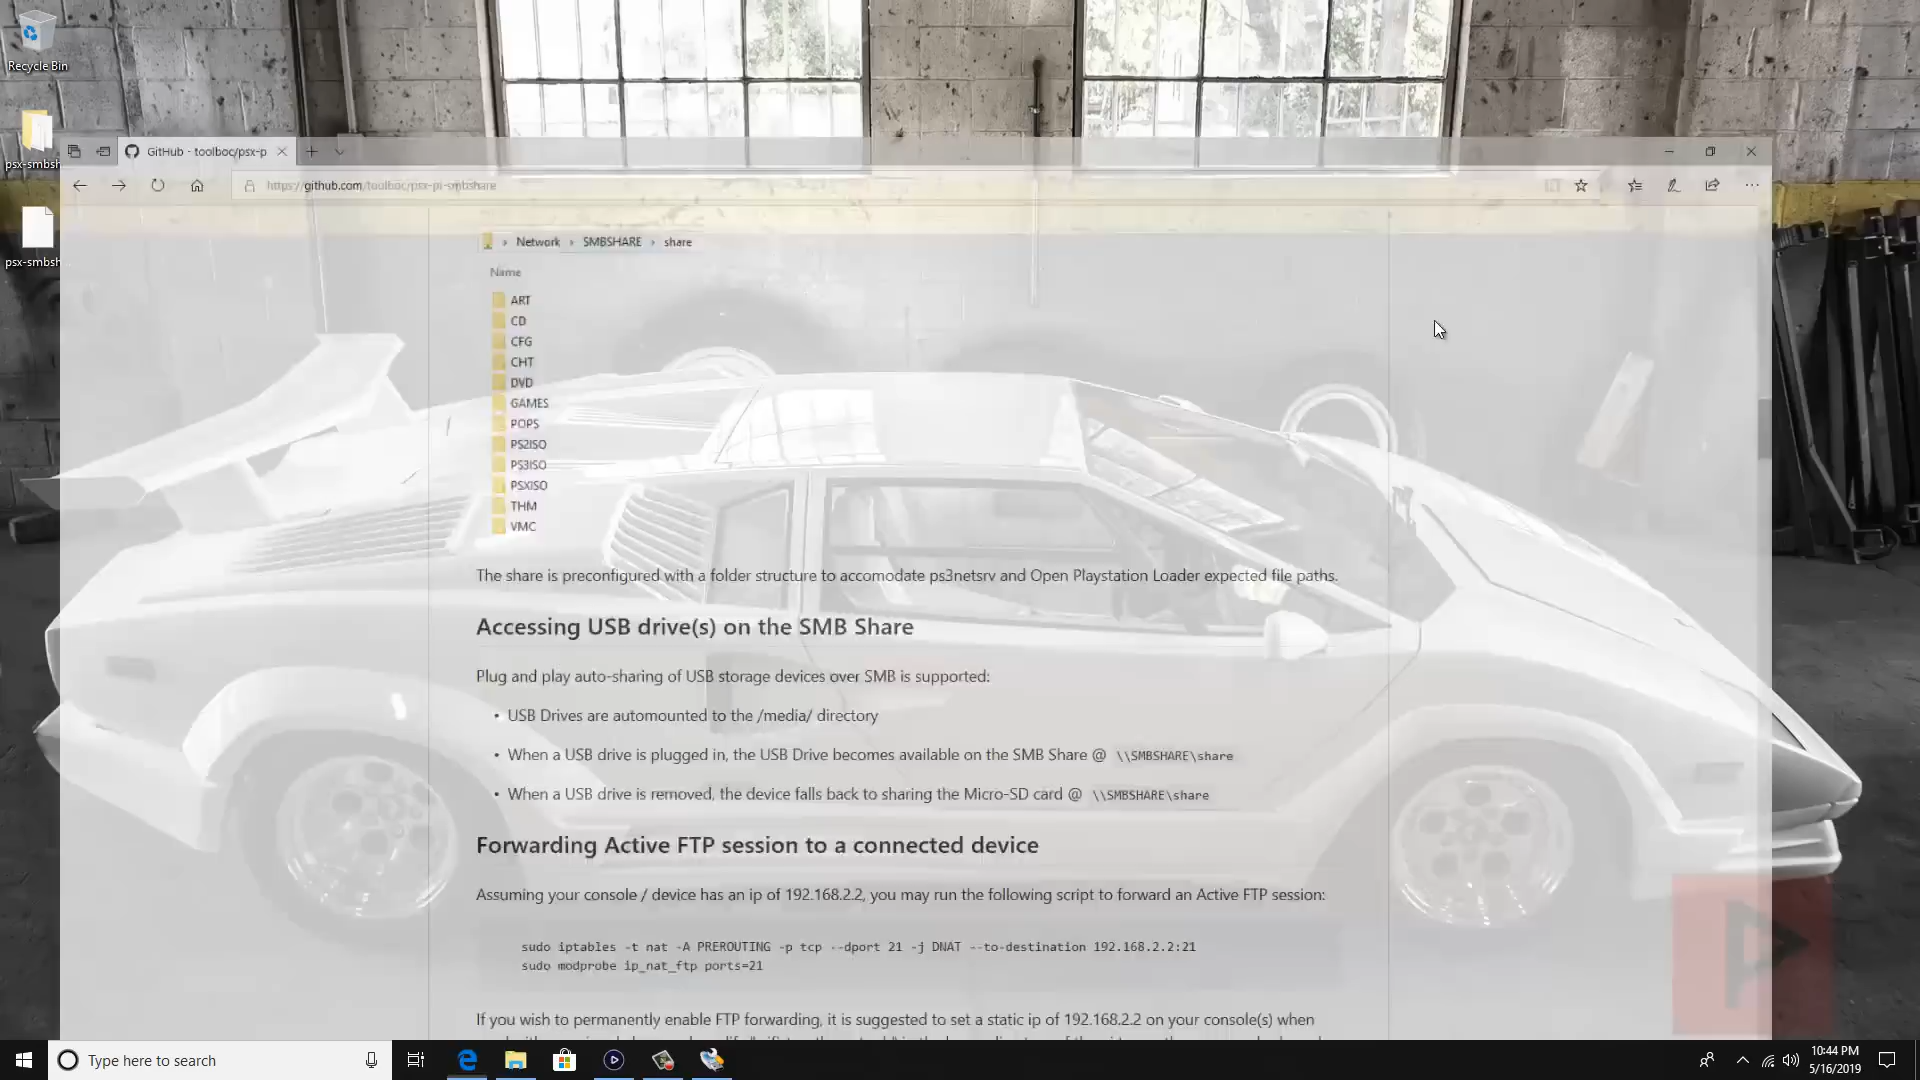 Recycle Bin
psx-smbsh
psx-smbsh
GitHub - toolboc/psx-p
https://github.com/toolboc/psx-pi-smbshare
Network > SMBSHARE > share
Name
ART
CD
CFG
CHT
DVD
GAMES
POPS
PS2ISO
PS3ISO
PSXISO
THM
VMC
The share is preconfigured with a folder structure to accomodate ps3netsrv and Open Playstation Loader expected file paths.
Accessing USB drive(s) on the SMB Share
Plug and play auto-sharing of USB storage devices over SMB is supported:
• USB Drives are automounted to the /media/ directory
• When a USB drive is plugged in, the USB Drive becomes available on the SMB Share @ \\SMBSHARE\share
• When a USB drive is removed, the device falls back to sharing the Micro-SD card @ \\SMBSHARE\share
Forwarding Active FTP session to a connected device
Assuming your console / device has an ip of 192.168.2.2, you may run the following script to forward an Active FTP session:
sudo iptables -t nat -A PREROUTING -p tcp --dport 21 -j DNAT --to-destination 192.168.2.2:21
sudo modprobe ip_nat_ftp ports=21
If you wish to permanently enable FTP forwarding, it is suggested to set a static ip of 192.168.2.2 on your console(s) when
Type here to search
10:44 PM
5/16/2019